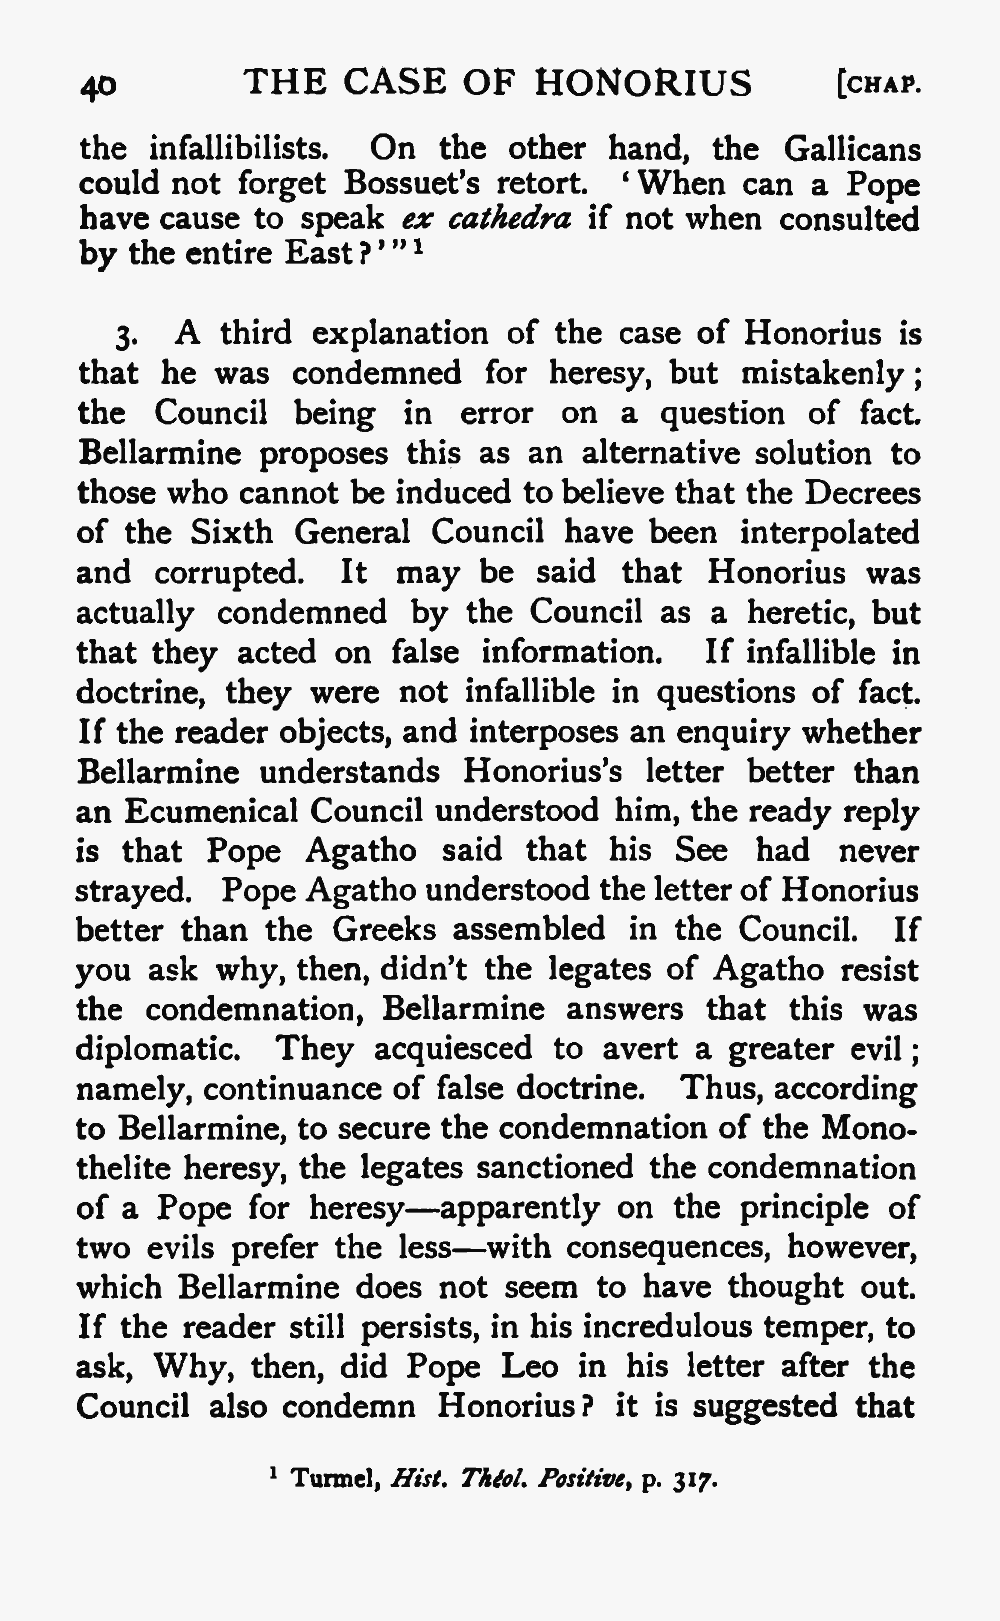 40 THE CASE OF HONORIUS [CHAP.
the infallibilists. On the other hand, the Gallicans
could not forget Bossuet's retort. ‘When can a Pope
have cause to speak ex cathedra if not when consulted
by the entire East?’”¹
3. A third explanation of the case of Honorius is
that he was condemned for heresy, but mistakenly;
the Council being in error on a question of fact.
Bellarmine proposes this as an alternative solution to
those who cannot be induced to believe that the Decrees
of the Sixth General Council have been interpolated
and corrupted. It may be said that Honorius was
actually condemned by the Council as a heretic, but
that they acted on false information. If infallible in
doctrine, they were not infallible in questions of fact.
If the reader objects, and interposes an enquiry whether
Bellarmine understands Honorius's letter better than
an Ecumenical Council understood him, the ready reply
is that Pope Agatho said that his See had never
strayed. Pope Agatho understood the letter of Honorius
better than the Greeks assembled in the Council. If
you ask why, then, didn't the legates of Agatho resist
the condemnation, Bellarmine answers that this was
diplomatic. They acquiesced to avert a greater evil;
namely, continuance of false doctrine. Thus, according
to Bellarmine, to secure the condemnation of the Mono-
thelite heresy, the legates sanctioned the condemnation
of a Pope for heresy—apparently on the principle of
two evils prefer the less—with consequences, however,
which Bellarmine does not seem to have thought out.
If the reader still persists, in his incredulous temper, to
ask, Why, then, did Pope Leo in his letter after the
Council also condemn Honorius? it is suggested that
¹ Turmel, Hist. Théol. Positive, p. 317.